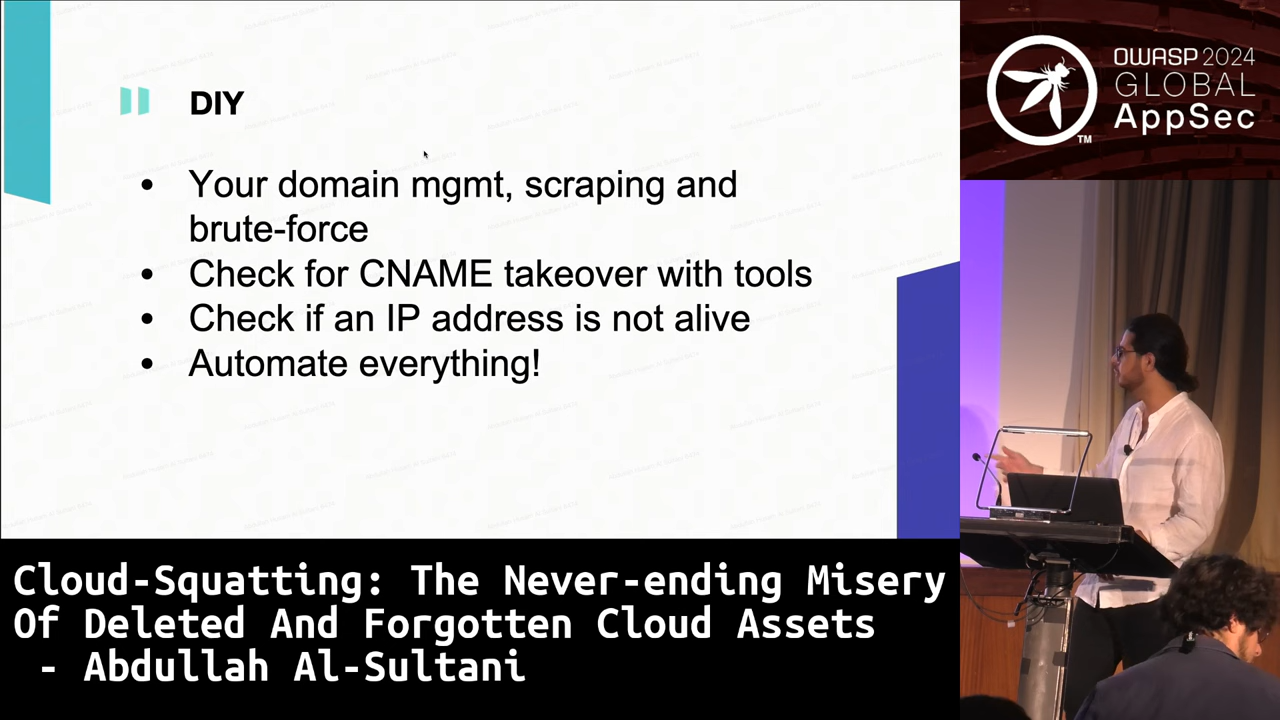 DIY
• Your domain mgmt, scraping and
brute-force
• Check for CNAME takeover with tools
• Check if an IP address is not alive
• Automate everything!
OWASP 2024
GLOBAL
AppSec
TM
Cloud-Squatting: The Never-ending Misery
Of Deleted And Forgotten Cloud Assets
- Abdullah Al-Sultani